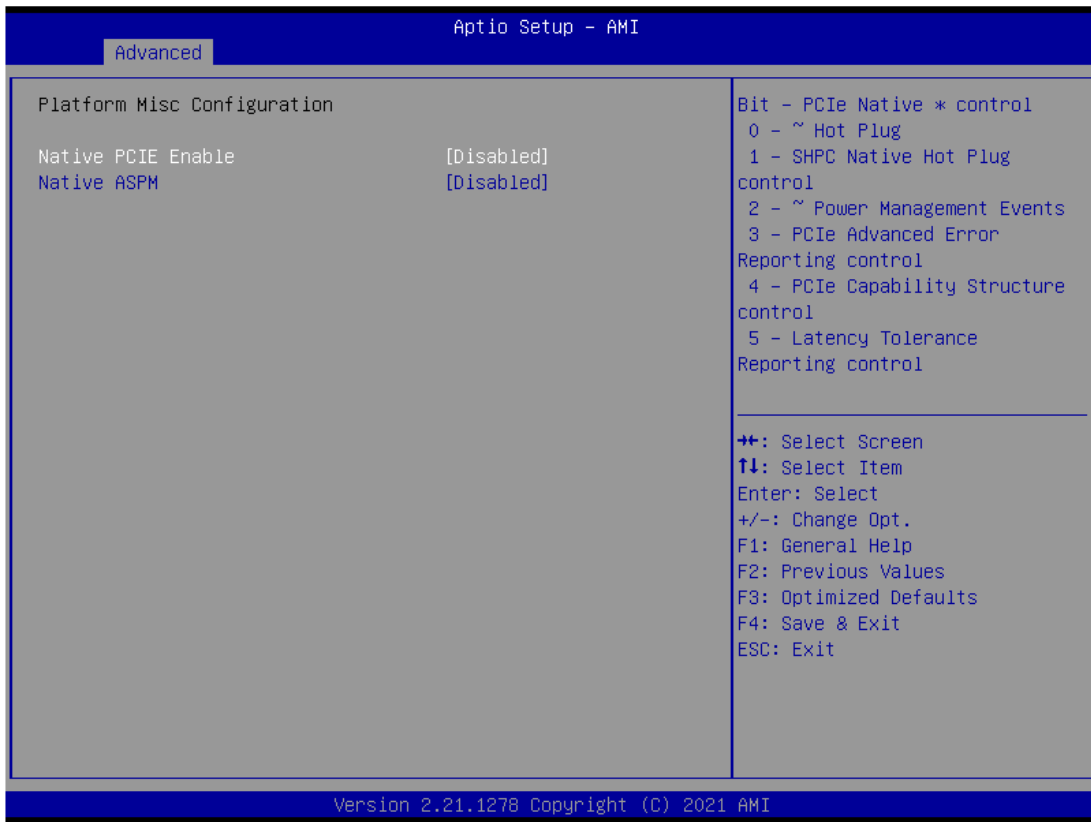 Aptio Setup – AMI
Advanced
Platform Misc Configuration
Native PCIE Enable [Disabled]
Native ASPM [Disabled]
Bit – PCIe Native * control
0 – ~ Hot Plug
1 – SHPC Native Hot Plug
control
2 – ~ Power Management Events
3 – PCIe Advanced Error
Reporting control
4 – PCIe Capability Structure
control
5 – Latency Tolerance
Reporting control
→←: Select Screen
↑↓: Select Item
Enter: Select
+/–: Change Opt.
F1: General Help
F2: Previous Values
F3: Optimized Defaults
F4: Save & Exit
ESC: Exit
Version 2.21.1278 Copyright (C) 2021 AMI